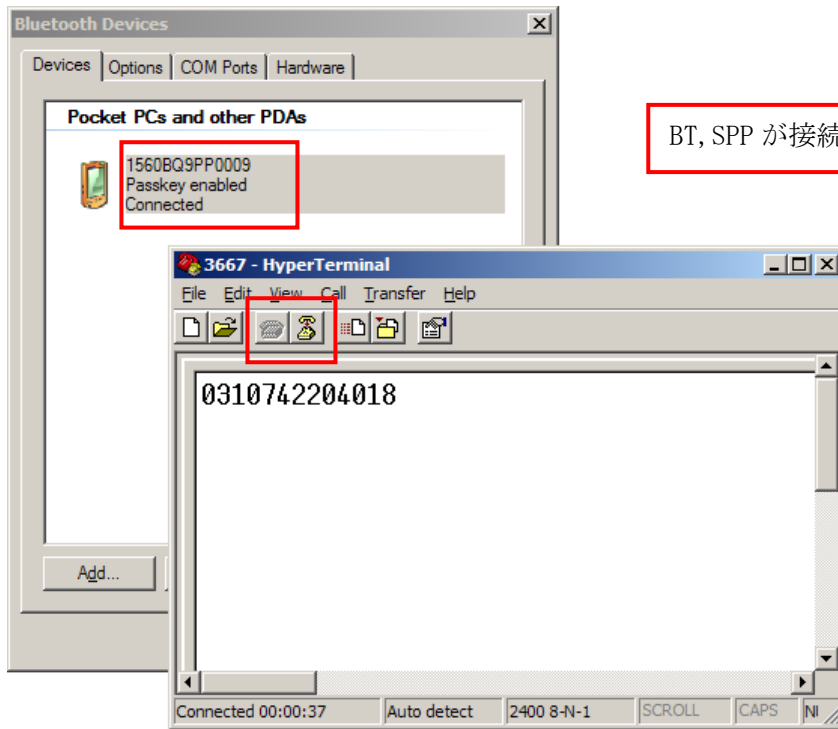 Bluetooth Devices
Devices Options COM Ports Hardware
Pocket PCs and other PDAs
1560BQ9PP0009
Passkey enabled
Connected
BT, SPP が接続
3667 - HyperTerminal
File Edit View Call Transfer Help
0310742204018
Add...
Connected 00:00:37 Auto detect 2400 8-N-1 SCROLL CAPS